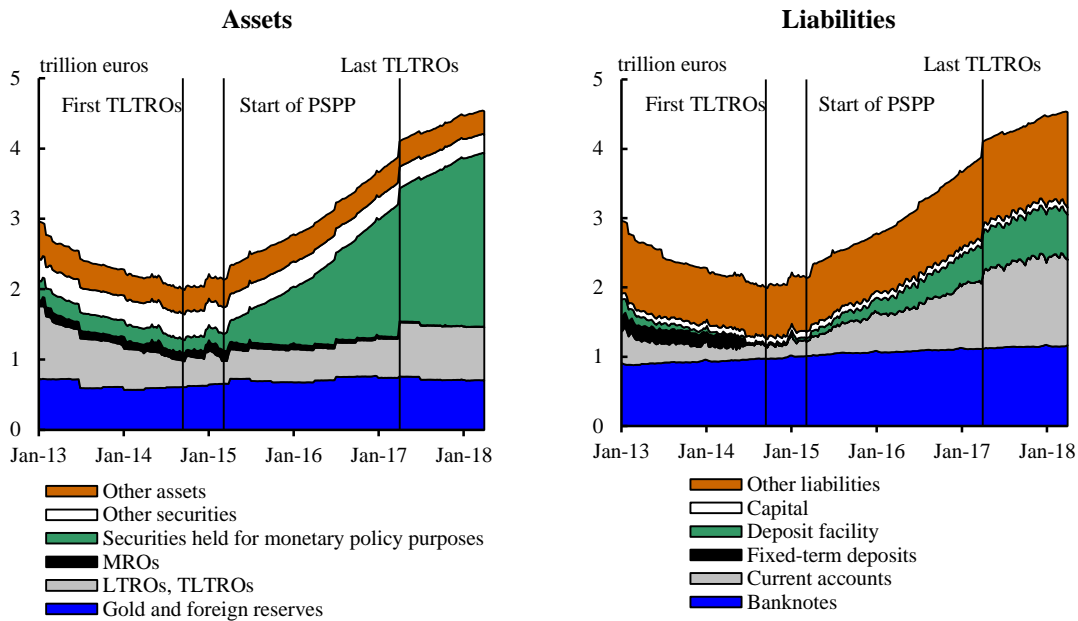 Assets
trillion euros
Last TLTROs
First TLTROs
Start of PSPP
5
4
3
2
1
0
Jan-13 Jan-14 Jan-15 Jan-16 Jan-17 Jan-18
Other assets
Other securities
Securities held for monetary policy purposes
MROs
LTROs, TLTROs
Gold and foreign reserves
Liabilities
trillion euros
Last TLTROs
First TLTROs
Start of PSPP
5
4
3
2
1
0
Jan-13 Jan-14 Jan-15 Jan-16 Jan-17 Jan-18
Other liabilities
Capital
Deposit facility
Fixed-term deposits
Current accounts
Banknotes